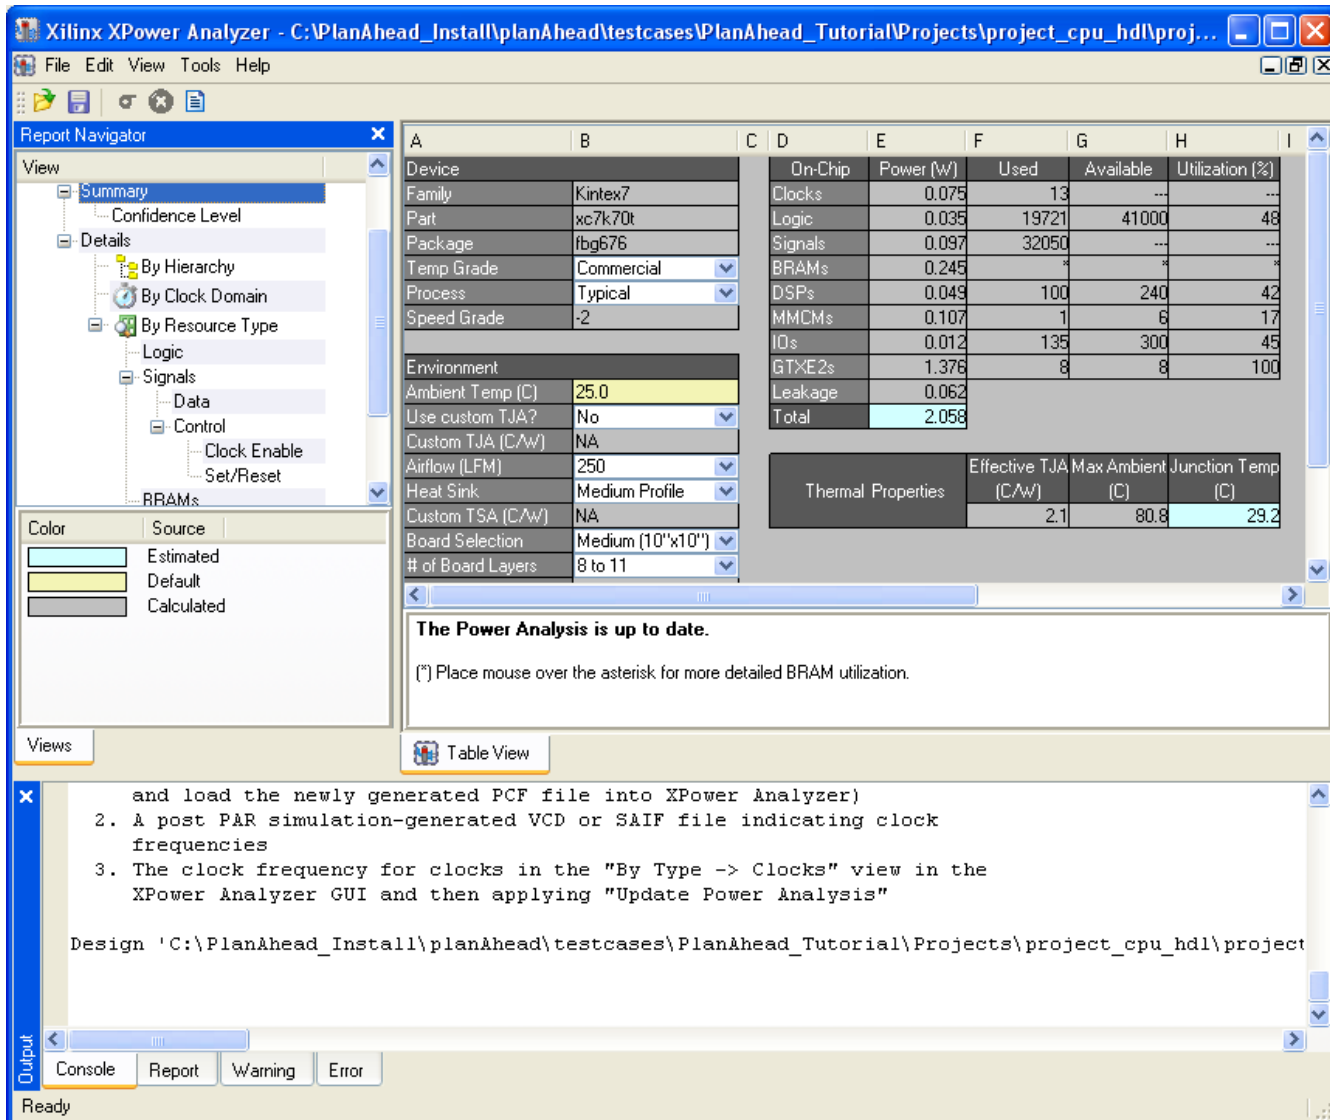 Xilinx XPower Analyzer - C:\PlanAhead_Install\planAhead\testcases\PlanAhead_Tutorial\Projects\project_cpu_hdl\proj...
File Edit View Tools Help
Report Navigator
View
Summary
Confidence Level
Details
By Hierarchy
By Clock Domain
By Resource Type
Logic
Signals
Data
Control
Clock Enable
Set/Reset
BRAMs
Color Source
Estimated
Default
Calculated
Views
A B C D E F G H I
Device On-Chip Power (W) Used Available Utilization (%)
Family Kintex7 Clocks 0.075 13 --- ---
Part xc7k70t Logic 0.035 19721 41000 48
Package fbg676 Signals 0.097 32050 --- ---
Temp Grade Commercial BRAMs 0.245 * * *
Process Typical DSPs 0.049 100 240 42
Speed Grade -2 MMCMs 0.107 1 6 17
IOs 0.012 135 300 45
Environment GTXE2s 1.376 8 8 100
Ambient Temp (C) 25.0 Leakage 0.062
Use custom TJA? No Total 2.058
Custom TJA (C/W) NA
Airflow (LFM) 250 Effective TJA Max Ambient Junction Temp
Heat Sink Medium Profile Thermal Properties (C/W) (C) (C)
Custom TSA (C/W) NA 2.1 80.8 29.2
Board Selection Medium (10"x10")
# of Board Layers 8 to 11
The Power Analysis is up to date.
(*) Place mouse over the asterisk for more detailed BRAM utilization.
Table View
and load the newly generated PCF file into XPower Analyzer)
2. A post PAR simulation-generated VCD or SAIF file indicating clock
frequencies
3. The clock frequency for clocks in the "By Type -> Clocks" view in the
XPower Analyzer GUI and then applying "Update Power Analysis"
Design 'C:\PlanAhead_Install\planAhead\testcases\PlanAhead_Tutorial\Projects\project_cpu_hdl\project
Output
Console Report Warning Error
Ready